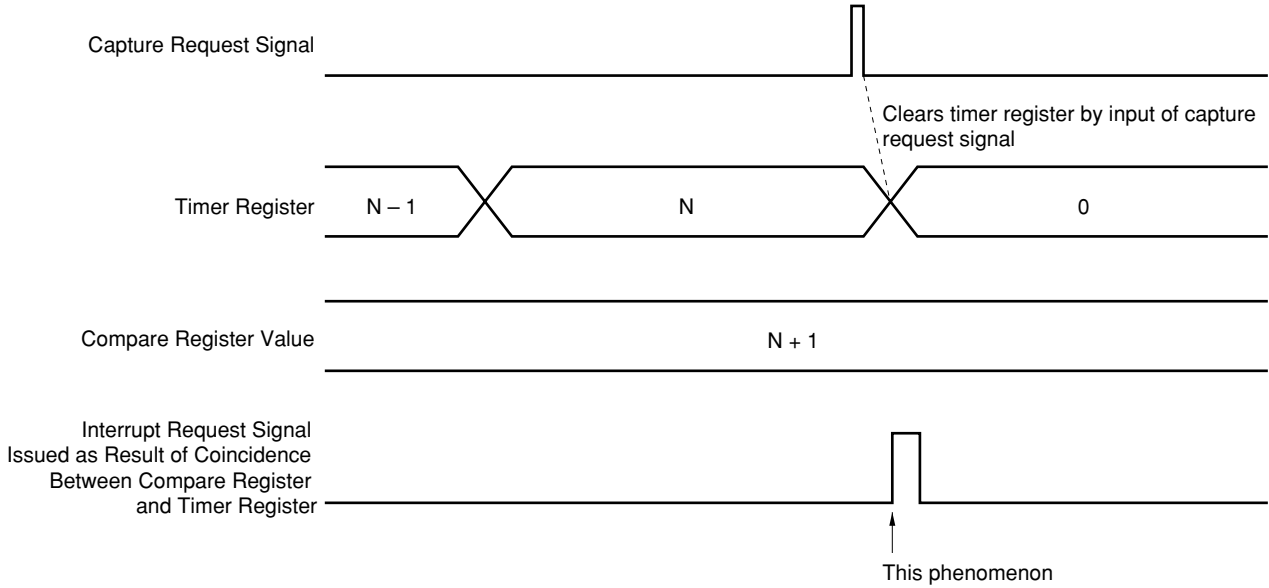 Capture Request Signal
Clears timer register by input of capture
request signal
Timer Register
N – 1
N
0
Compare Register Value
N + 1
Interrupt Request Signal
Issued as Result of Coincidence
Between Compare Register
and Timer Register
This phenomenon